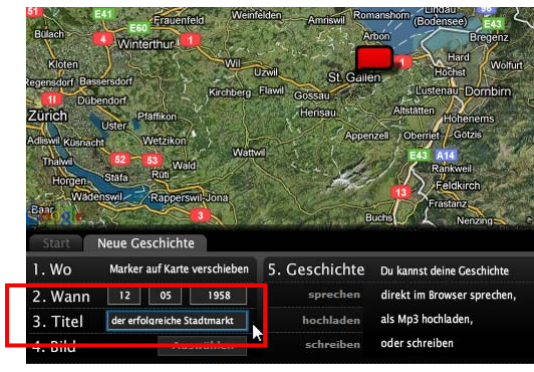 51
E41
E60
Frauenfeld
Weinfelden
Amriswil
Romanshorn
Lindau
(Bodensee)
96
E43
Bülach
4
Winterthur
1
Arbon
Bregenz
Kloten
Wil
Uzwil
St. Gallen
1
Hard
Höchst
Wolfurt
Regensdorf
Bassersdorf
Kirchberg
Flawil
Gossau
Lustenau
Dornbirn
11
Dübendorf
Herisau
Altstätten
Hohenems
Zürich
Uster
Pfäffikon
Adliswil
Küsnacht
Wetzikon
Appenzell
Oberriet
Götzis
Thalwil
52
53
Wald
Wattwil
E43
A14
Rankweil
Horgen
Stäfa
Rüti
Feldkirch
Wädenswil
Rapperswil-Jona
13
Frastanz
Baar
3
Buchs
Nenzing
Start
Neue Geschichte
1. Wo
Marker auf Karte verschieben
5. Geschichte
Du kannst deine Geschichte
2. Wann
12
05
1958
sprechen
direkt im Browser sprechen,
3. Titel
der erfolgreiche Stadtmarkt
hochladen
als Mp3 hochladen,
4. Bild
Auswählen
schreiben
oder schreiben